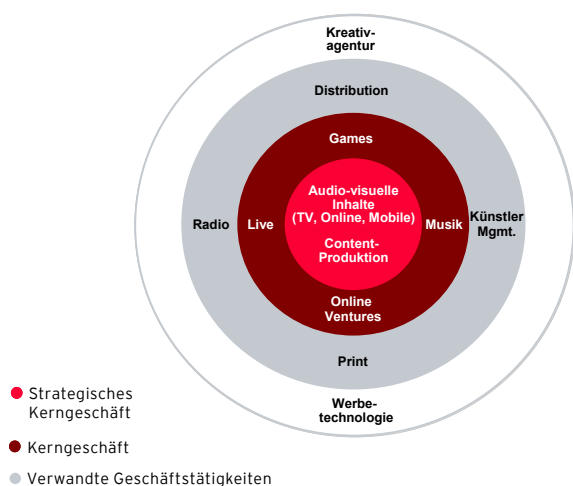 Kreativ-
agentur
Distribution
Games
Audio-visuelle
Inhalte
(TV, Online, Mobile)
Content-
Produktion
Radio
Live
Musik
Künstler
Mgmt.
Online
Ventures
Print
Werbe-
technologie
Strategisches
Kerngeschäft
Kerngeschäft
Verwandte Geschäftstätigkeiten